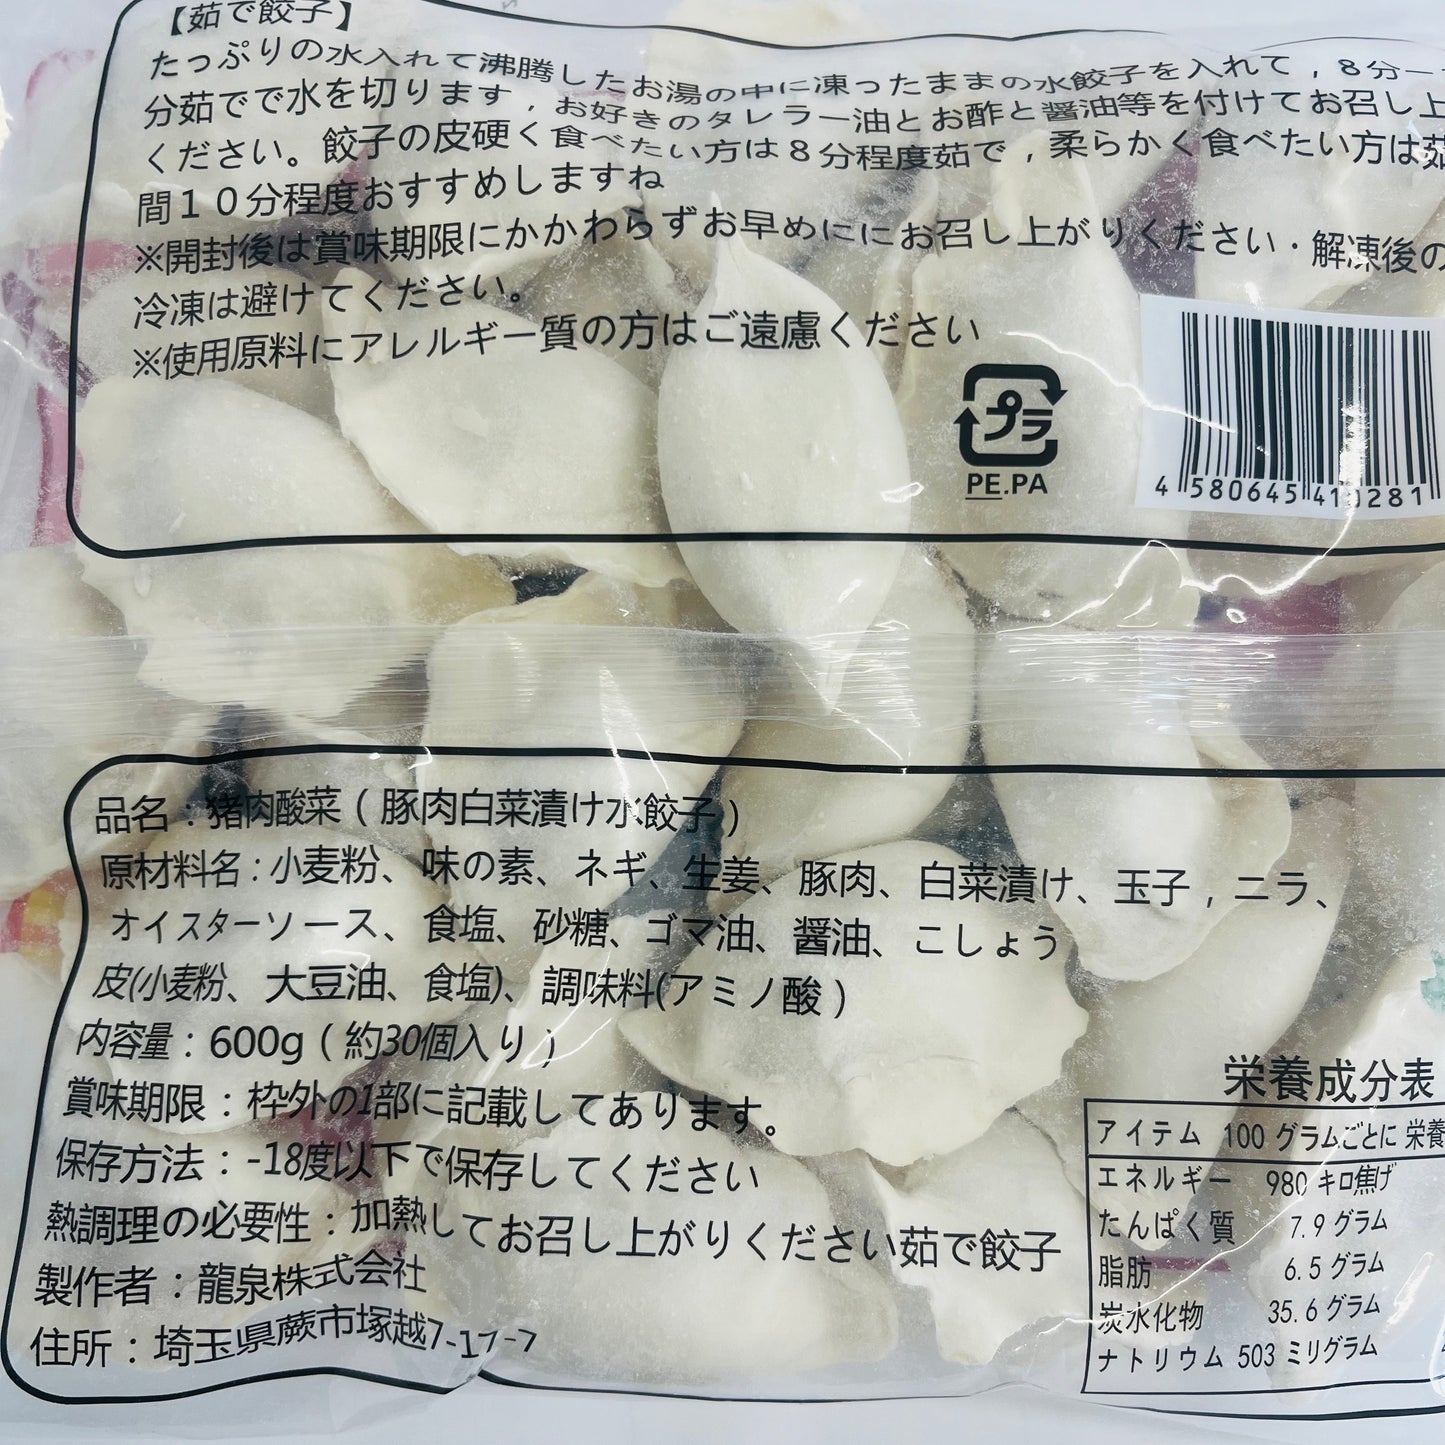 【茹で餃子】
たっぷりの水入れて沸騰したお湯の中に凍ったままの水餃子を入れて，8分一
分茹でで水を切ります，お好きのタレラー油とお酢と醤油等を付けてお召し上
ください。餃子の皮硬く食べたい方は８分程度茹で，柔らかく食べたい方は茹
間１０分程度おすすめしますね
※開封後は賞味期限にかかわらずお早めににお召し上がりください・解凍後の
冷凍は避けてください。
※使用原料にアレルギー質の方はご遠慮ください
プラ
PE.PA
4 580645 410281
品名：猪肉酸菜（豚肉白菜漬け水餃子）
原材料名：小麦粉、味の素、ネギ、生姜、豚肉、白菜漬け、玉子，ニラ、
オイスターソース、食塩、砂糖、ゴマ油、醤油、こしょう
皮(小麦粉、大豆油、食塩)、調味料(アミノ酸）
内容量：600g（約30個入り）
賞味期限：枠外の1部に記載してあります。
保存方法：-18度以下で保存してください
熱調理の必要性：加熱してお召し上がりください茹で餃子
製作者：龍泉株式会社
住所：埼玉県蕨市塚越7-17-7
栄養成分表
アイテム 100 グラムごとに 栄養
エネルギー 980 キロ焦げ
たんぱく質 7.9 グラム
脂肪 6.5 グラム
炭水化物 35.6 グラム
ナトリウム 503 ミリグラム